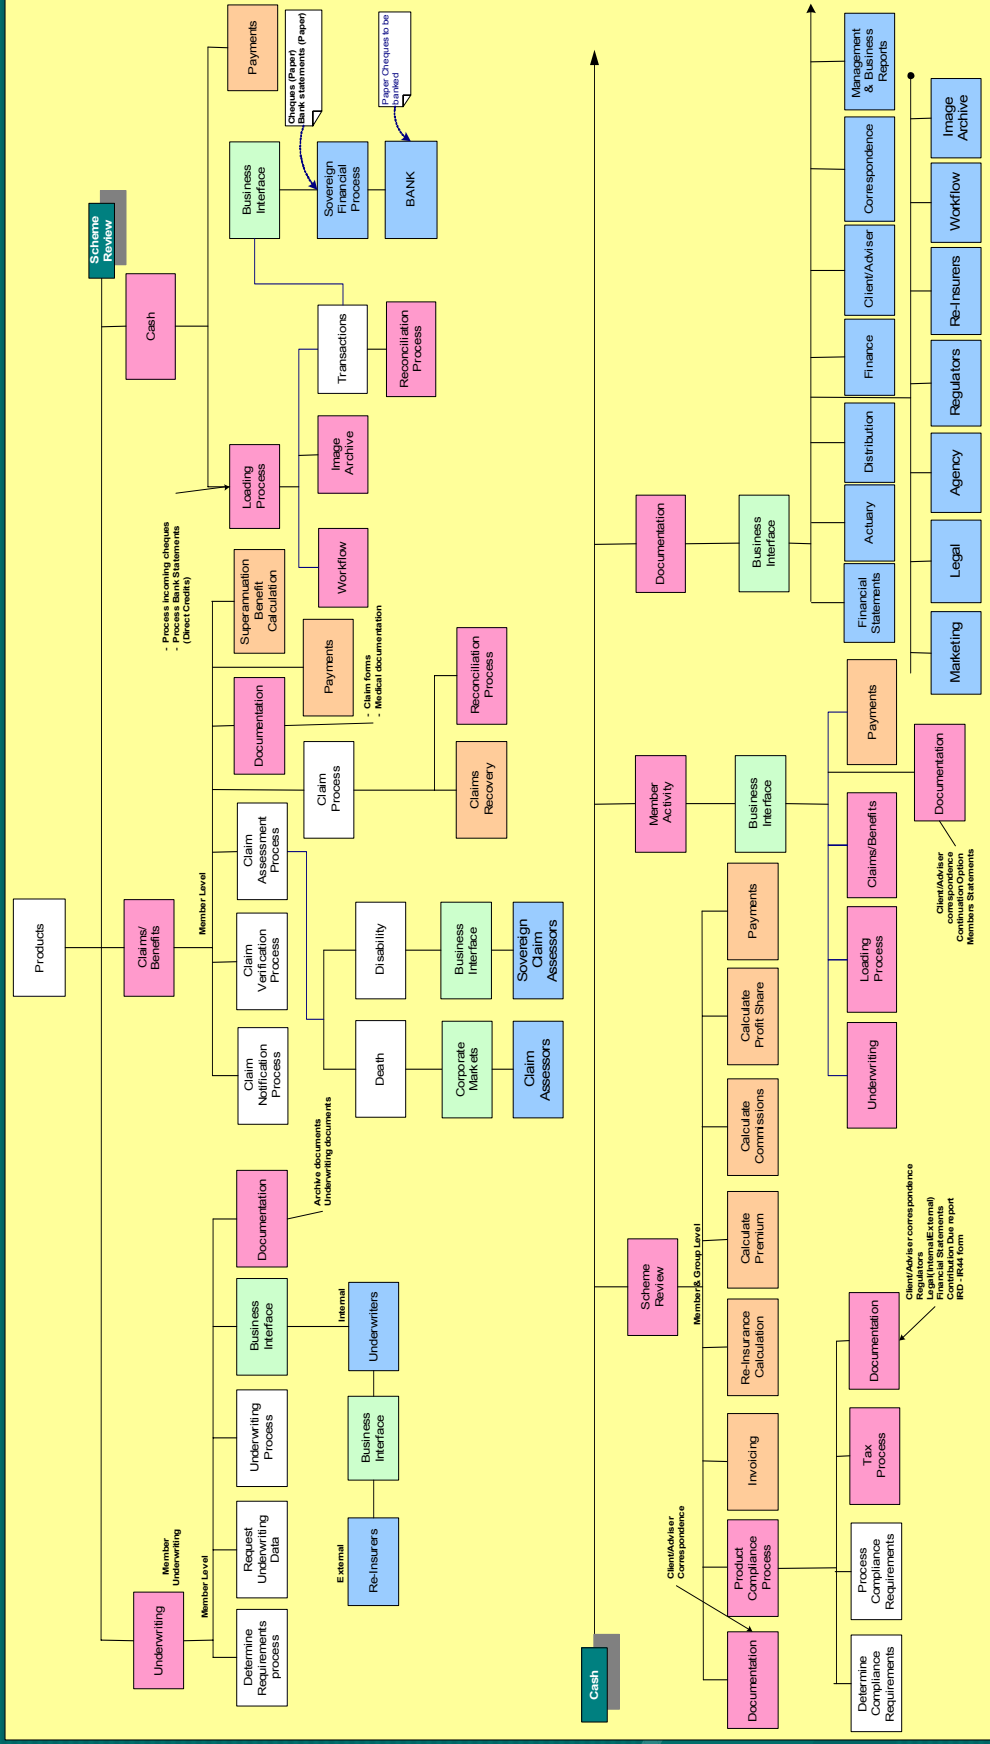 Products
Scheme
Review
Underwriting
Member
Underwriting
Claims/
Benefits
Cash
Member Level
Determine
Requirements
process
Request
Underwriting
Data
Underwriting
Process
Business
Interface
Documentation
Archive documents
Underwriting documents
External
Re-Insurers
Business
Interface
Internal
Underwriters
Member Level
Claim
Notification
Process
Claim
Verification
Process
Claim
Assessment
Process
Claim
Process
Documentation
- Claim forms
- Medical documentation
Payments
Superannuation
Benefit
Calculation
Death
Disability
Corporate
Markets
Business
Interface
Claim
Assessors
Sovereign
Claim
Assessors
Claims
Recovery
Reconciliation
Process
- Process incoming cheques
- Process Bank Statements
(Direct Credits)
Loading
Process
Payments
Workflow
Image
Archive
Transactions
Reconciliation
Process
Business
Interface
Sovereign
Financial
Process
BANK
Cheques (Paper)
Bank statements (Paper)
Paper Cheques to be
banked
Cash
Scheme
Review
Member
Activity
Documentation
Member & Group Level
Client/Adviser
Correspondence
Documentation
Product
Compliance
Process
Invoicing
Re-Insurance
Calculation
Calculate
Premium
Calculate
Commissions
Calculate
Profit Share
Payments
Determine
Compliance
Requirements
Process
Compliance
Requirements
Tax
Process
Documentation
Client/Adviser correspondence
Regulators
Legal(Internal/External)
Financial Statements
Contribution Due report
IRD - IR44 form
Business
Interface
Underwriting
Loading
Process
Claims/Benefits
Payments
Documentation
Client/Adviser
correspondence
Continuation Option
Members Statements
Business
Interface
Financial
Statements
Actuary
Distribution
Finance
Client/Adviser
Correspondence
Management
& Business
Reports
Marketing
Legal
Agency
Regulators
Re-Insurers
Workflow
Image
Archive